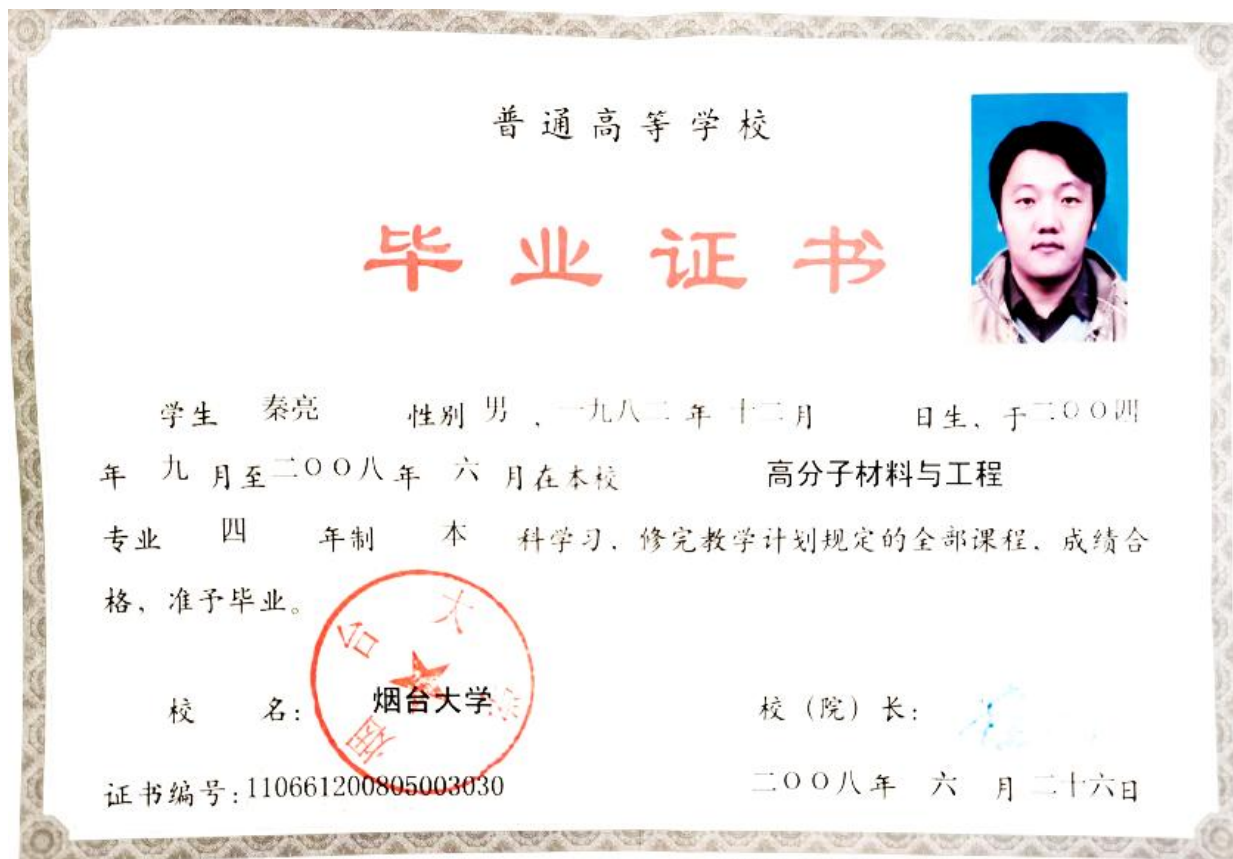 普通高等学校
毕业证书
学生 秦亮 性别 男 、一九八二 年 十二月 日生、于二〇〇四
年 九 月至二〇〇八年 六 月在本校 高分子材料与工程
专业 四 年制 本 科学习、修完教学计划规定的全部课程、成绩合
格、准予毕业。
烟台大学
校 名: 烟台大学 校(院)长:
证书编号:110661200805003030 二〇〇八年 六 月 二十六日